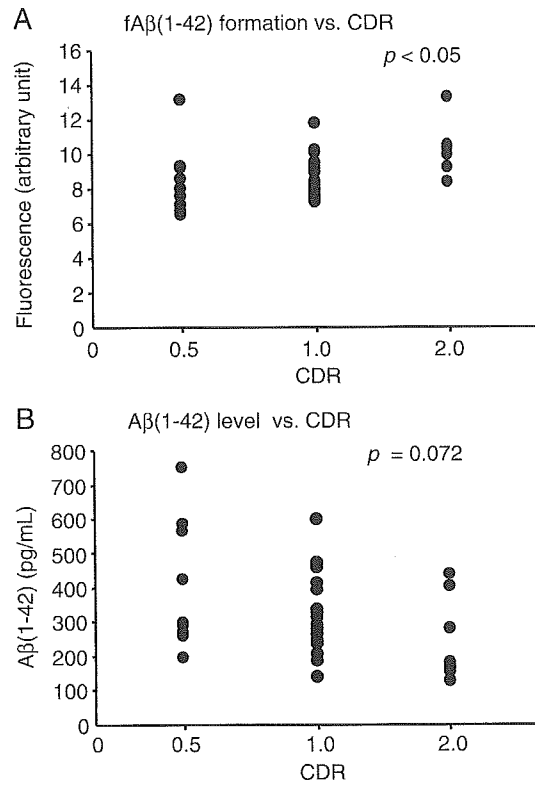 A
fAβ(1-42) formation vs. CDR
p < 0.05
Fluorescence (arbitrary unit)
16
14
12
10
8
6
4
2
0
0
0.5
1.0
2.0
CDR
B
Aβ(1-42) level vs. CDR
p = 0.072
Aβ(1-42) (pg/mL)
800
700
600
500
400
300
200
100
0
0
0.5
1.0
2.0
CDR